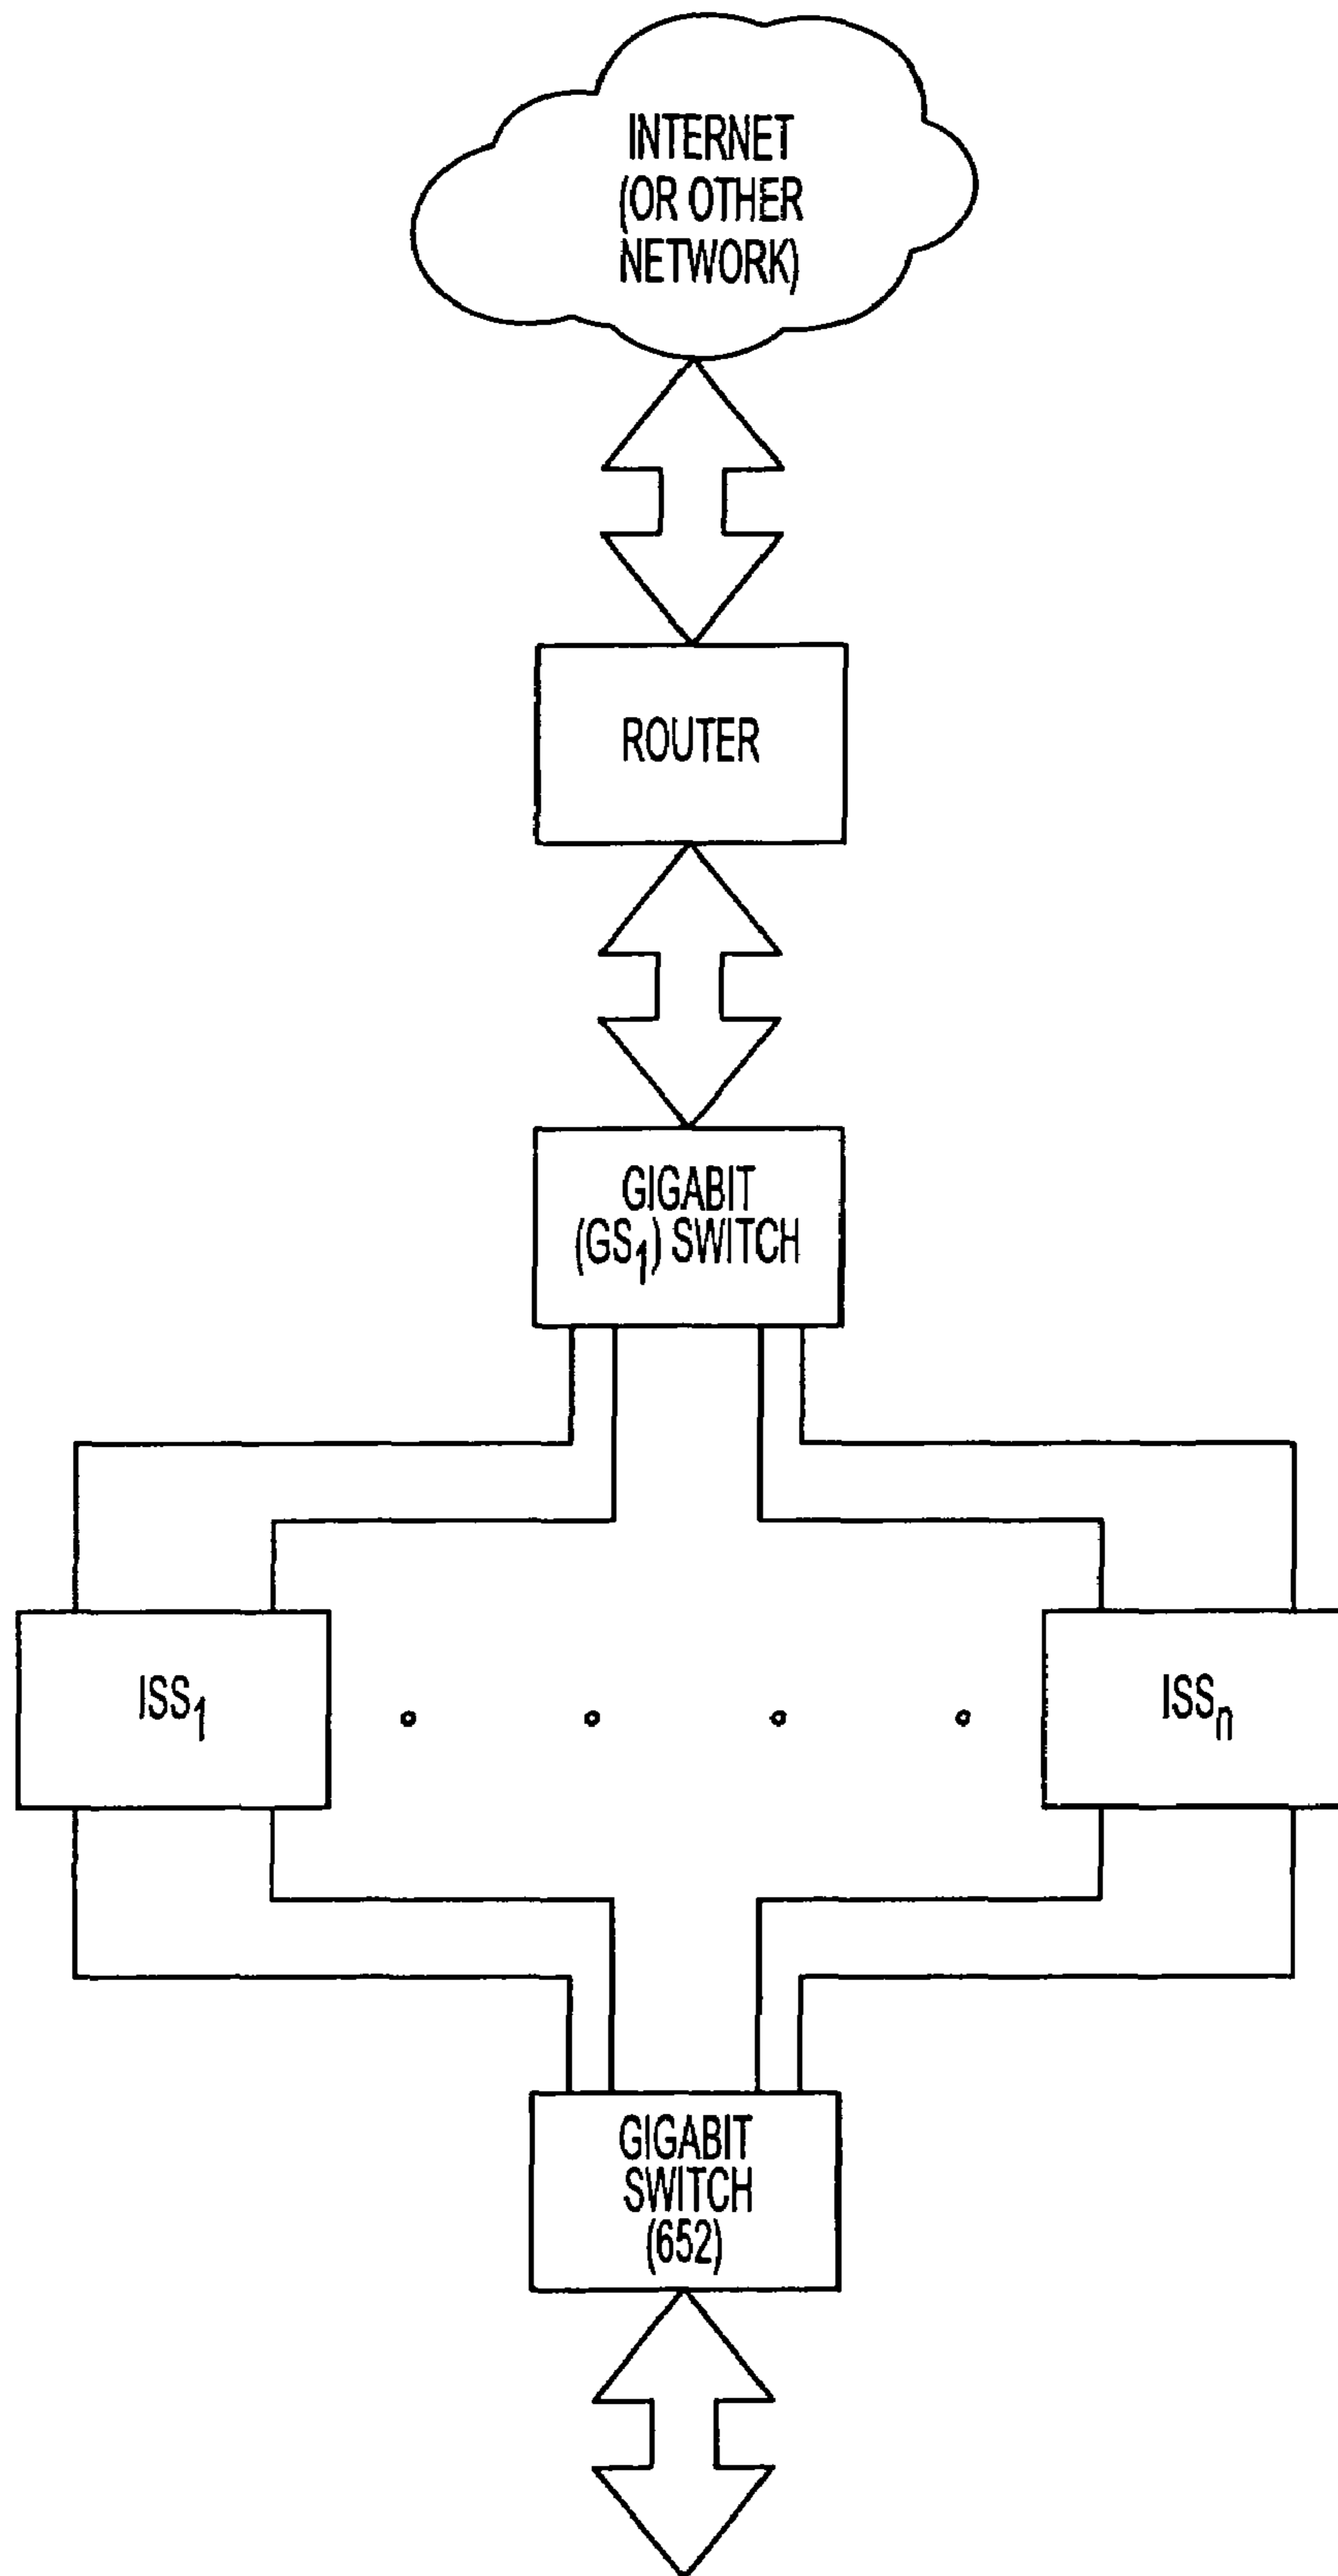 INTERNET
(OR OTHER
NETWORK)
ROUTER
GIGABIT
(GS₁) SWITCH
ISS₁
ISSₙ
GIGABIT
SWITCH
(652)